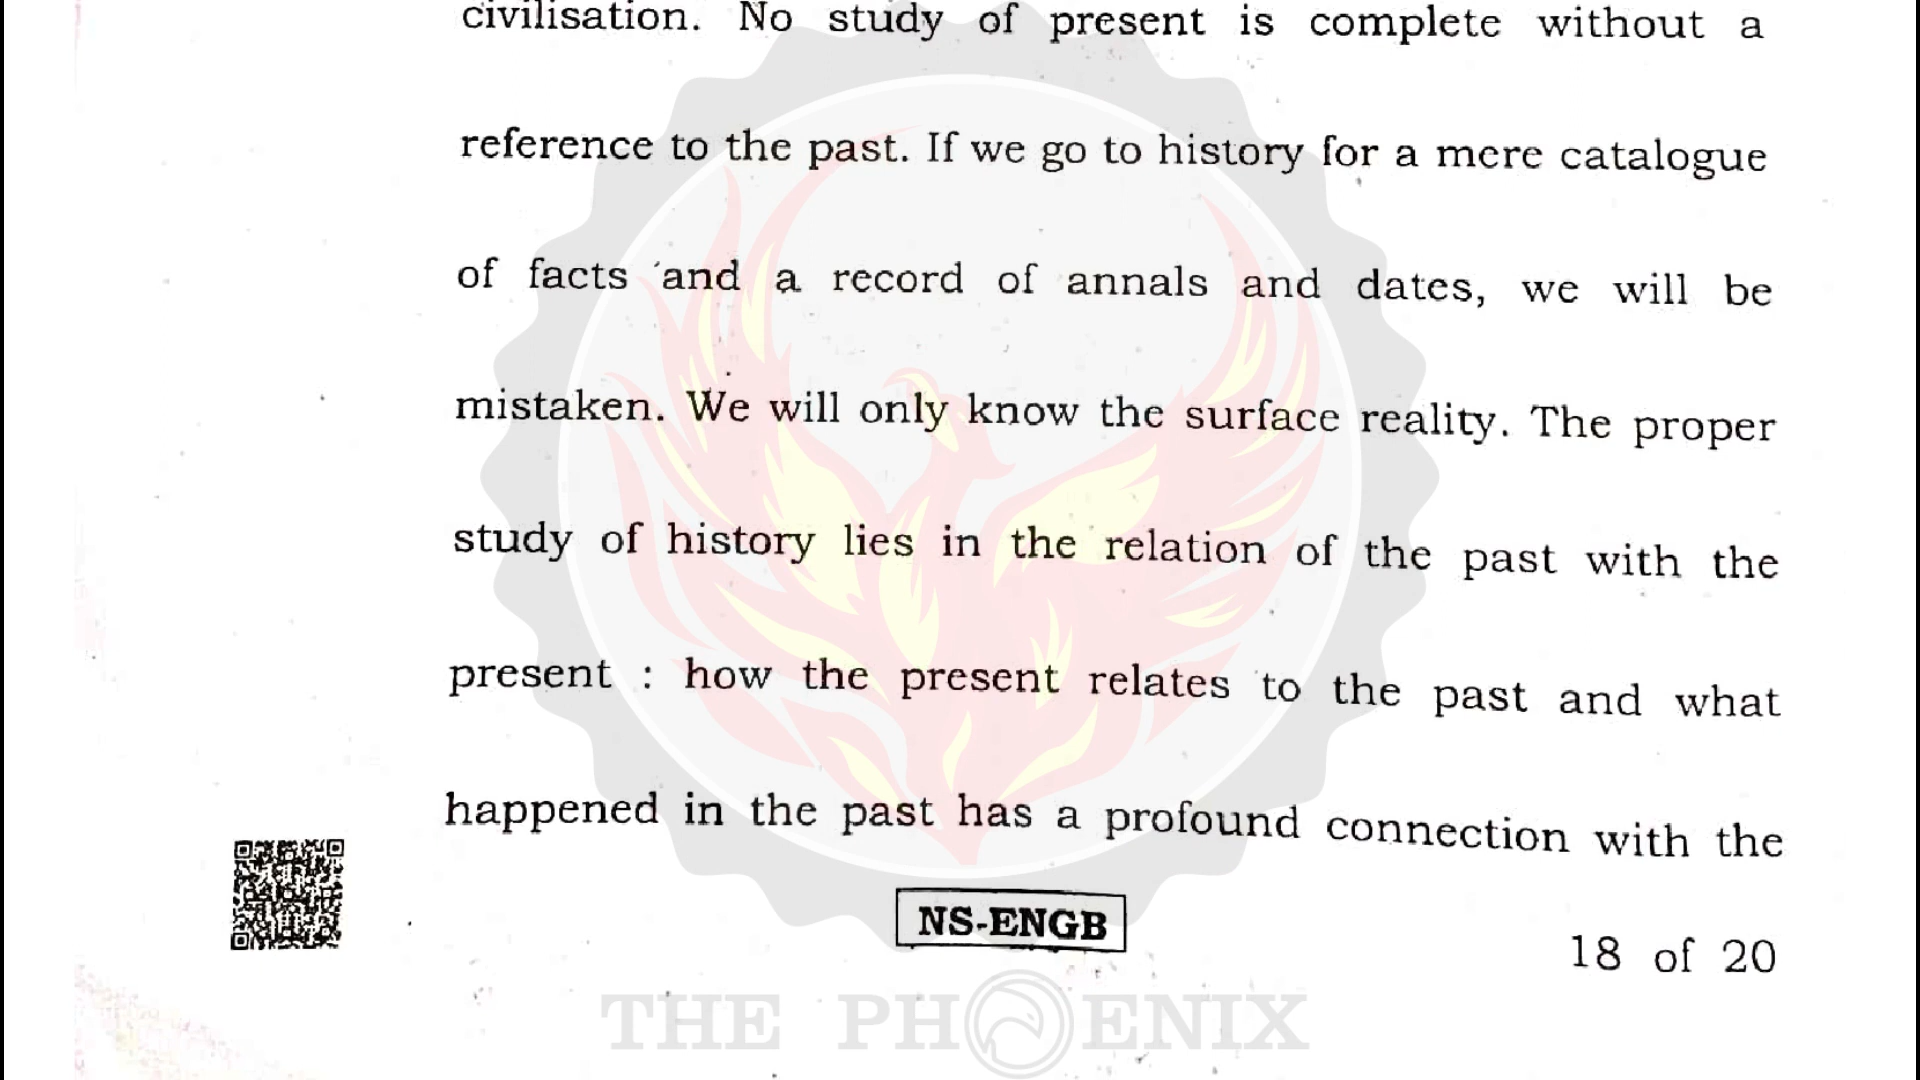 civilisation. No study of present is complete without a
reference to the past. If we go to history for a mere catalogue
of facts and a record of annals and dates, we will be
mistaken. We will only know the surface reality. The proper
study of history lies in the relation of the past with the
present : how the present relates to the past and what
happened in the past has a profound connection with the
NS-ENGB
18 of 20
THE PHOENIX